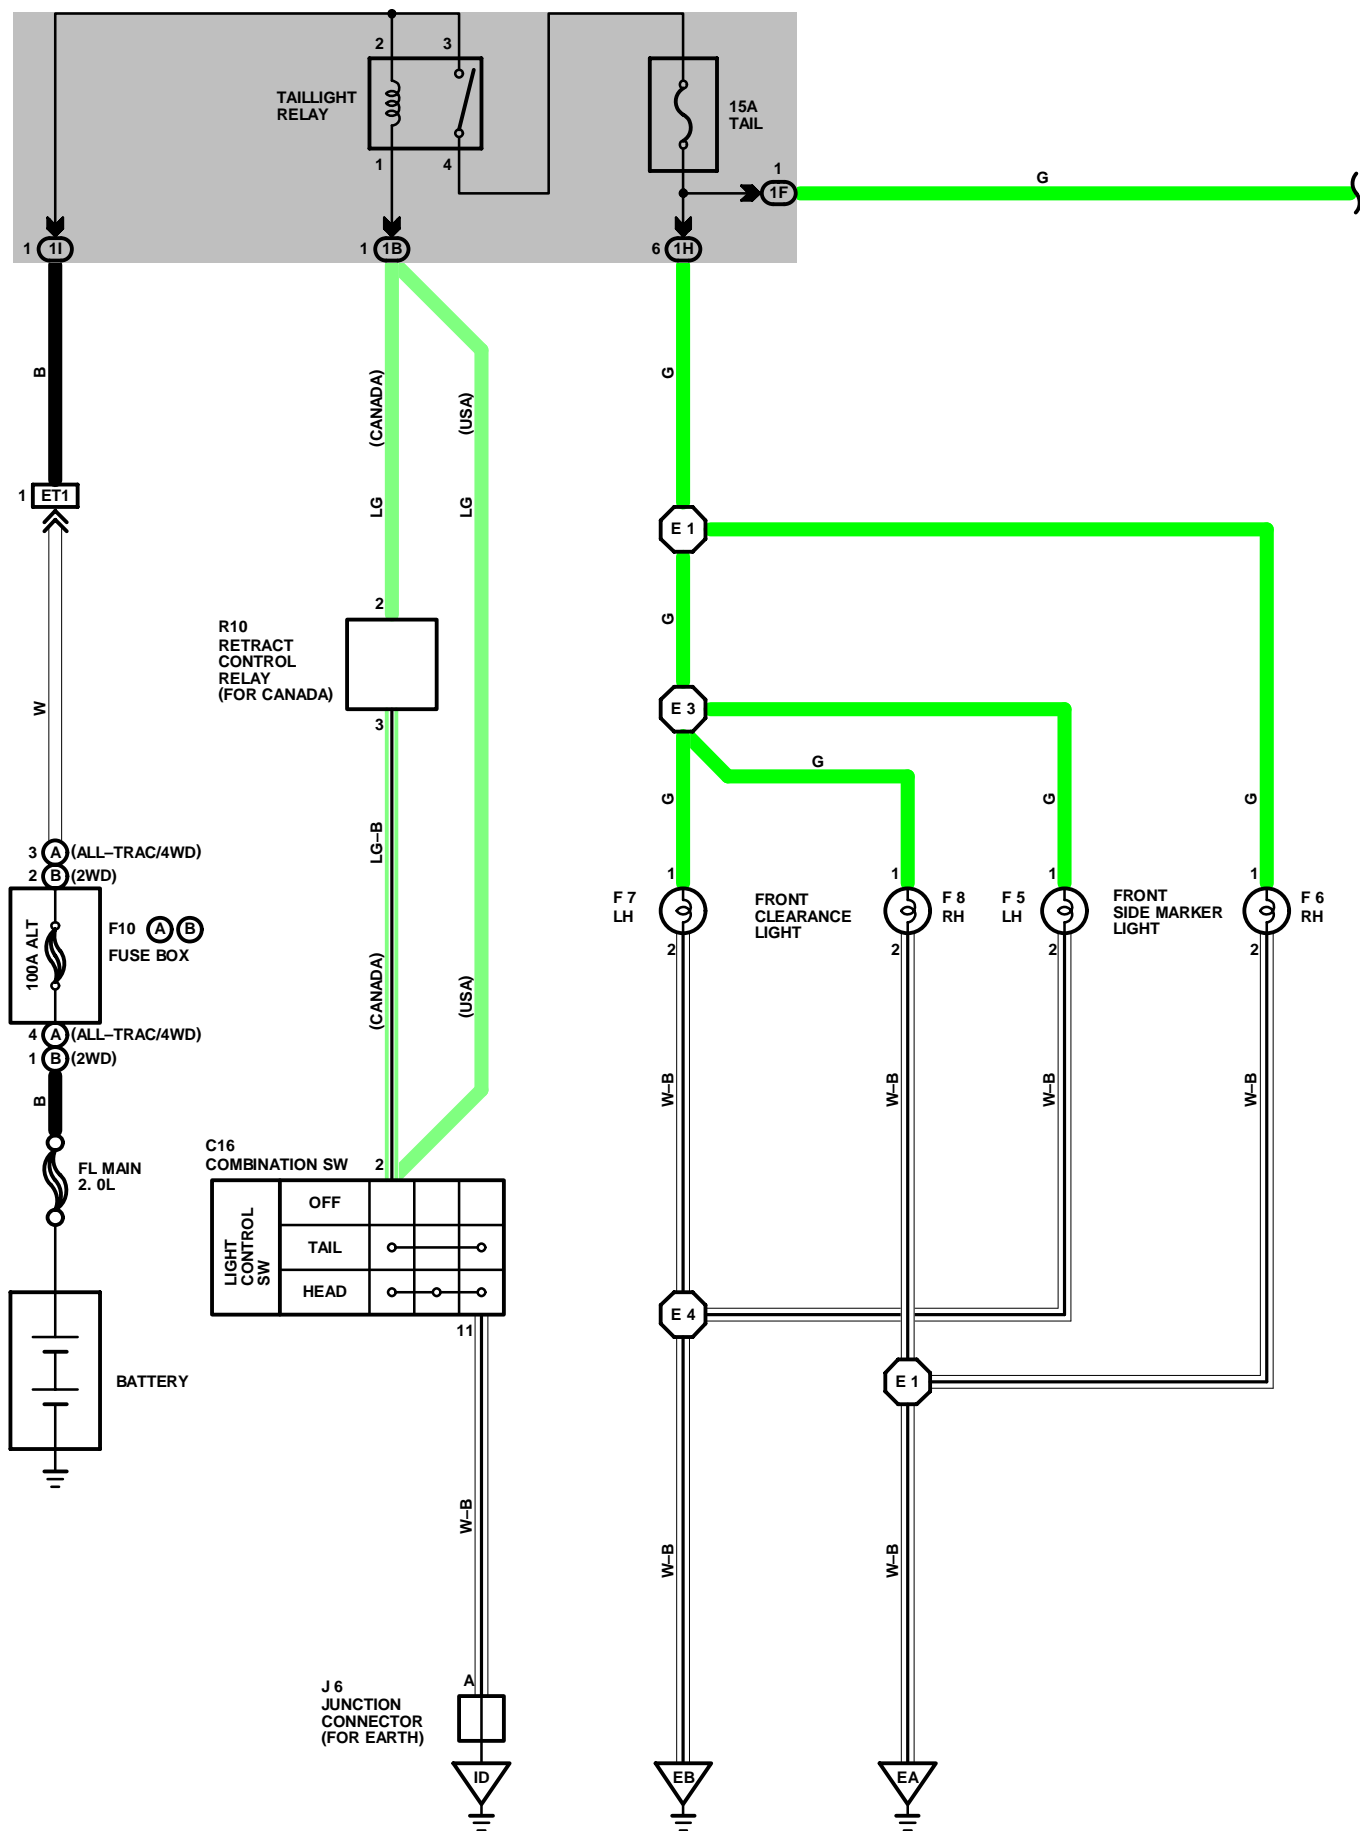 2
3
TAILLIGHT
RELAY
15A
TAIL
1
4
1
1F
G
1 1I
1 1B
6 1H
B
(CANADA)
(USA)
G
LG
LG
1 ET1
E 1
G
2
R10
RETRACT
CONTROL
RELAY
(FOR CANADA)
3
W
E 3
G
G
G
G
LG–B
3 A (ALL–TRAC/4WD)
2 B (2WD)
100A ALT
F10 A B
FUSE BOX
4 A (ALL–TRAC/4WD)
1 B (2WD)
1
1
1
1
F 7
LH
FRONT
CLEARANCE
LIGHT
F 8
RH
F 5
LH
FRONT
SIDE MARKER
LIGHT
F 6
RH
2
2
2
2
(CANADA)
(USA)
B
W–B
W–B
W–B
W–B
FL MAIN
2. 0L
C16
COMBINATION SW
2
LIGHT
CONTROL
SW
OFF
TAIL
HEAD
11
E 4
E 1
BATTERY
W–B
W–B
W–B
A
J 6
JUNCTION
CONNECTOR
(FOR EARTH)
ID
EB
EA